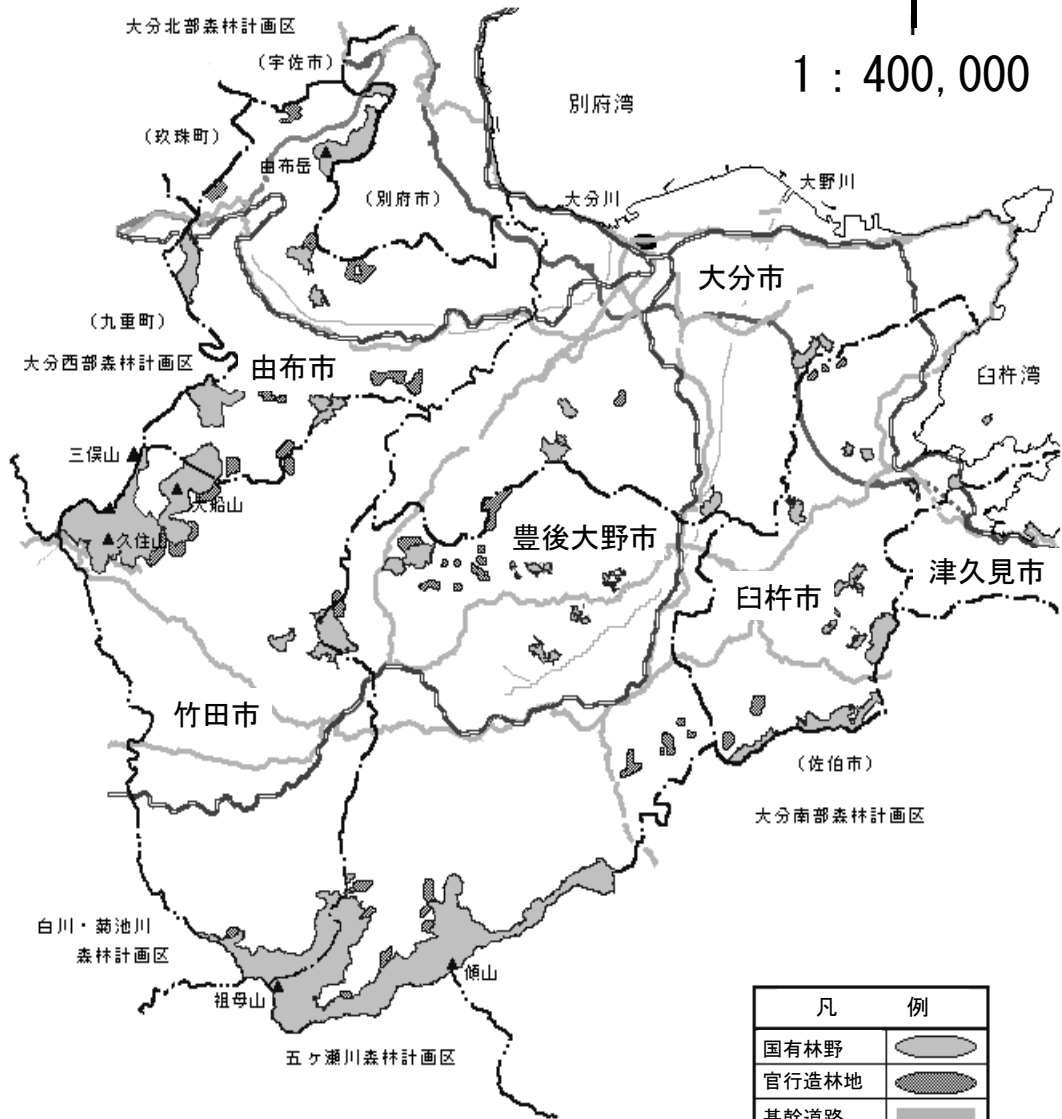 大分北部森林計画区
(宇佐市)
1：400,000
別府湾
(玖珠町)
由布岳
(別府市)
大分川
大野川
大分市
(九重町)
大分西部森林計画区
由布市
臼杵湾
三俣山
大船山
久住山
豊後大野市
津久見市
臼杵市
竹田市
(佐伯市)
大分南部森林計画区
白川・菊池川
森林計画区
祖母山
傾山
五ヶ瀬川森林計画区
凡 例
国有林野
官行造林地
基幹道路